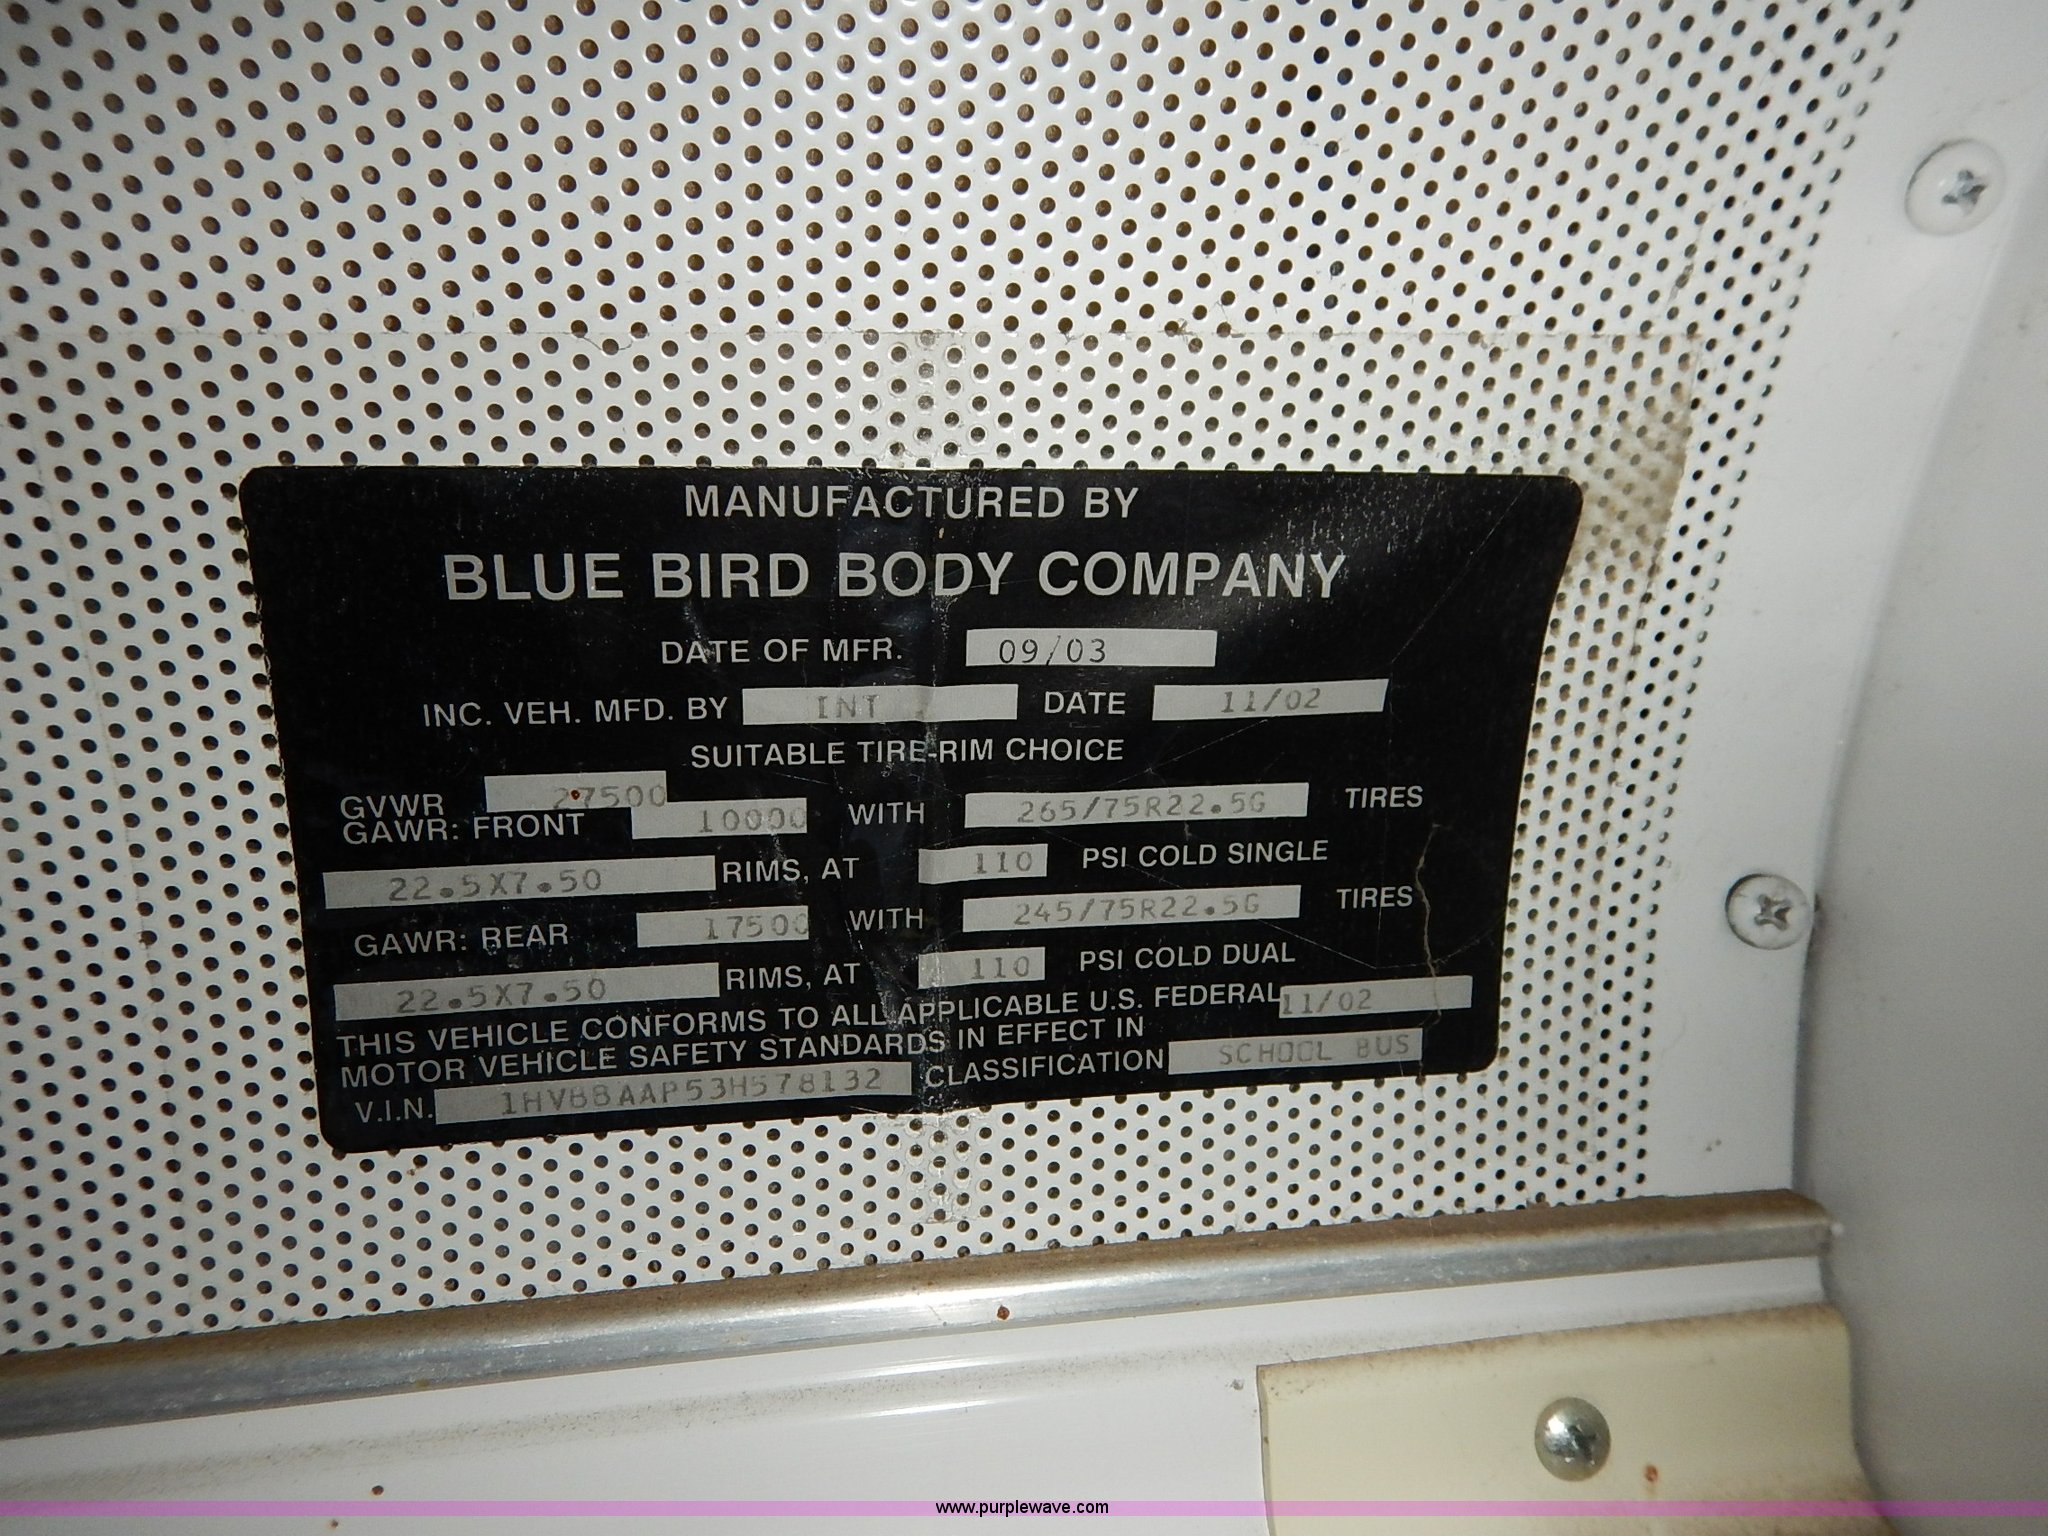 MANUFACTURED BY
BLUE BIRD BODY COMPANY
DATE OF MFR. 09/03
INC. VEH. MFD. BY INT DATE 11/02
SUITABLE TIRE-RIM CHOICE
GVWR 27500
GAWR: FRONT 10000 WITH 265/75R22.5G TIRES
22.5X7.50 RIMS, AT 110 PSI COLD SINGLE
GAWR: REAR 17500 WITH 245/75R22.5G TIRES
22.5X7.50 RIMS, AT 110 PSI COLD DUAL
THIS VEHICLE CONFORMS TO ALL APPLICABLE U.S. FEDERAL
MOTOR VEHICLE SAFETY STANDARDS IN EFFECT IN 11/02
V.I.N. 1HVBBAAP53H578132 CLASSIFICATION SCHOOL BUS
www.purplewave.com